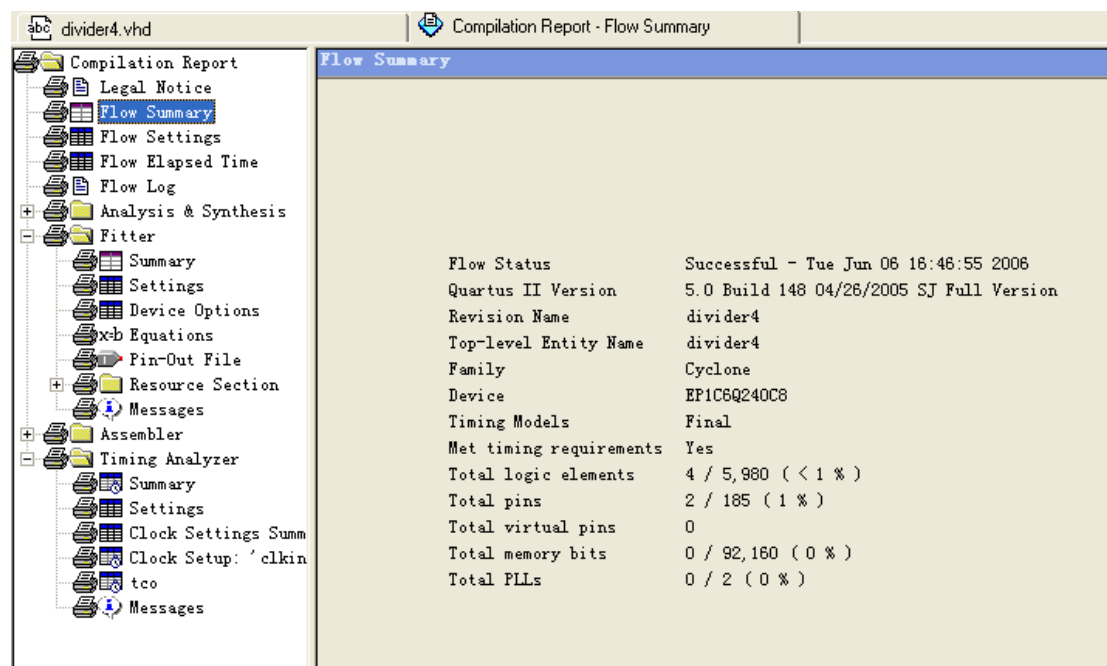 abc divider4.vhd
Compilation Report - Flow Summary
Compilation Report
Legal Notice
Flow Summary
Flow Settings
Flow Elapsed Time
Flow Log
Analysis & Synthesis
Fitter
Summary
Settings
Device Options
x=b Equations
Pin-Out File
Resource Section
Messages
Assembler
Timing Analyzer
Summary
Settings
Clock Settings Summ
Clock Setup: 'clkin
tco
Messages
Flow Summary
Flow Status Successful - Tue Jun 06 16:46:55 2006
Quartus II Version 5.0 Build 148 04/26/2005 SJ Full Version
Revision Name divider4
Top-level Entity Name divider4
Family Cyclone
Device EP1C6Q240C8
Timing Models Final
Met timing requirements Yes
Total logic elements 4 / 5,980 ( < 1 % )
Total pins 2 / 185 ( 1 % )
Total virtual pins 0
Total memory bits 0 / 92,160 ( 0 % )
Total PLLs 0 / 2 ( 0 % )